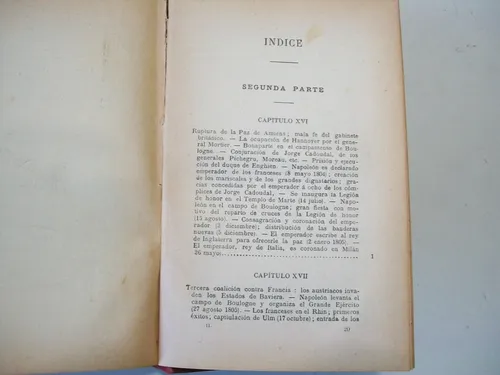 INDICE
SEGUNDA PARTE
CAPITULO XVI
Ruptura de la Paz de Amiens; mala fe del gabinete
británico. — La ocupación de Hannover por el gene-
neral Mortier. — Bonaparte en el campamento de Bou-
logne. — Conjuración de Jorge Cadoudal, de los
generales Pichegru, Moreau, etc. — Prisión y ejecu-
ción del duque de Enghien. — Napoleón es declarado
emperador de los franceses (8 mayo 1804); creación
de los mariscales y de los grandes dignatarios; gra-
cias concedidas por el emperador á ocho de los cóm-
plices de Jorge Cadoudal. — Se inaugura la Legión
de honor en el Templo de Marte (14 julio). — Napo-
león en el campo de Boulogne; gran fiesta con mo-
tivo del reparto de cruces de la Legión de honor
(15 agosto). — Consagración y coronación del empe-
rador (2 diciembre); distribución de las banderas
nuevas (5 diciembre). — El emperador escribe al rey
de Inglaterra para ofrecerle la paz (2 enero 1805). —
El emperador, rey de Italia, es coronado en Milán
26 mayo) 1
CAPÍTULO XVII
Tercera coalición contra Francia: los austriacos inva-
den los Estados de Baviera. — Napoleón levanta el
campo de Boulogne y organiza el Grande Ejército
(27 agosto 1805). — Los franceses en el Rhin; primeros
éxitos; capitulación de Ulm (17 octubre); entrada de los
II 20